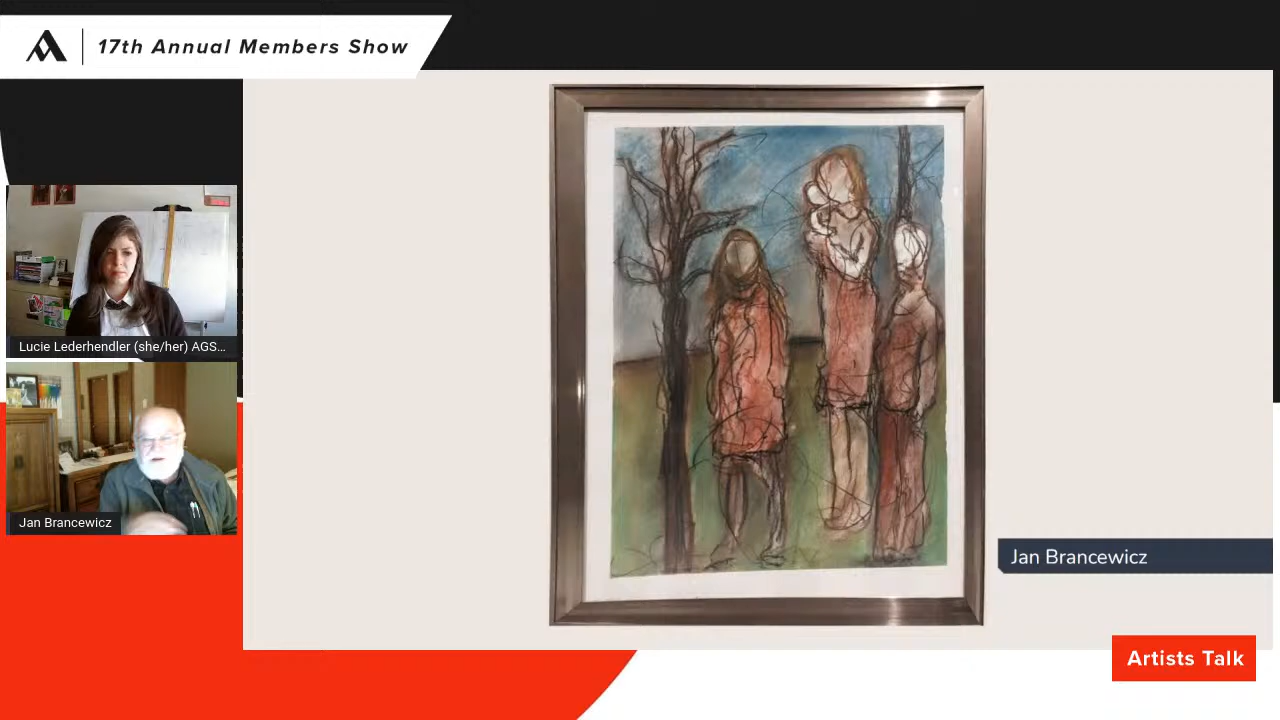 17th Annual Members Show
Lucie Lederhendler (she/her) AGS...
Jan Brancewicz
Jan Brancewicz
Artists Talk